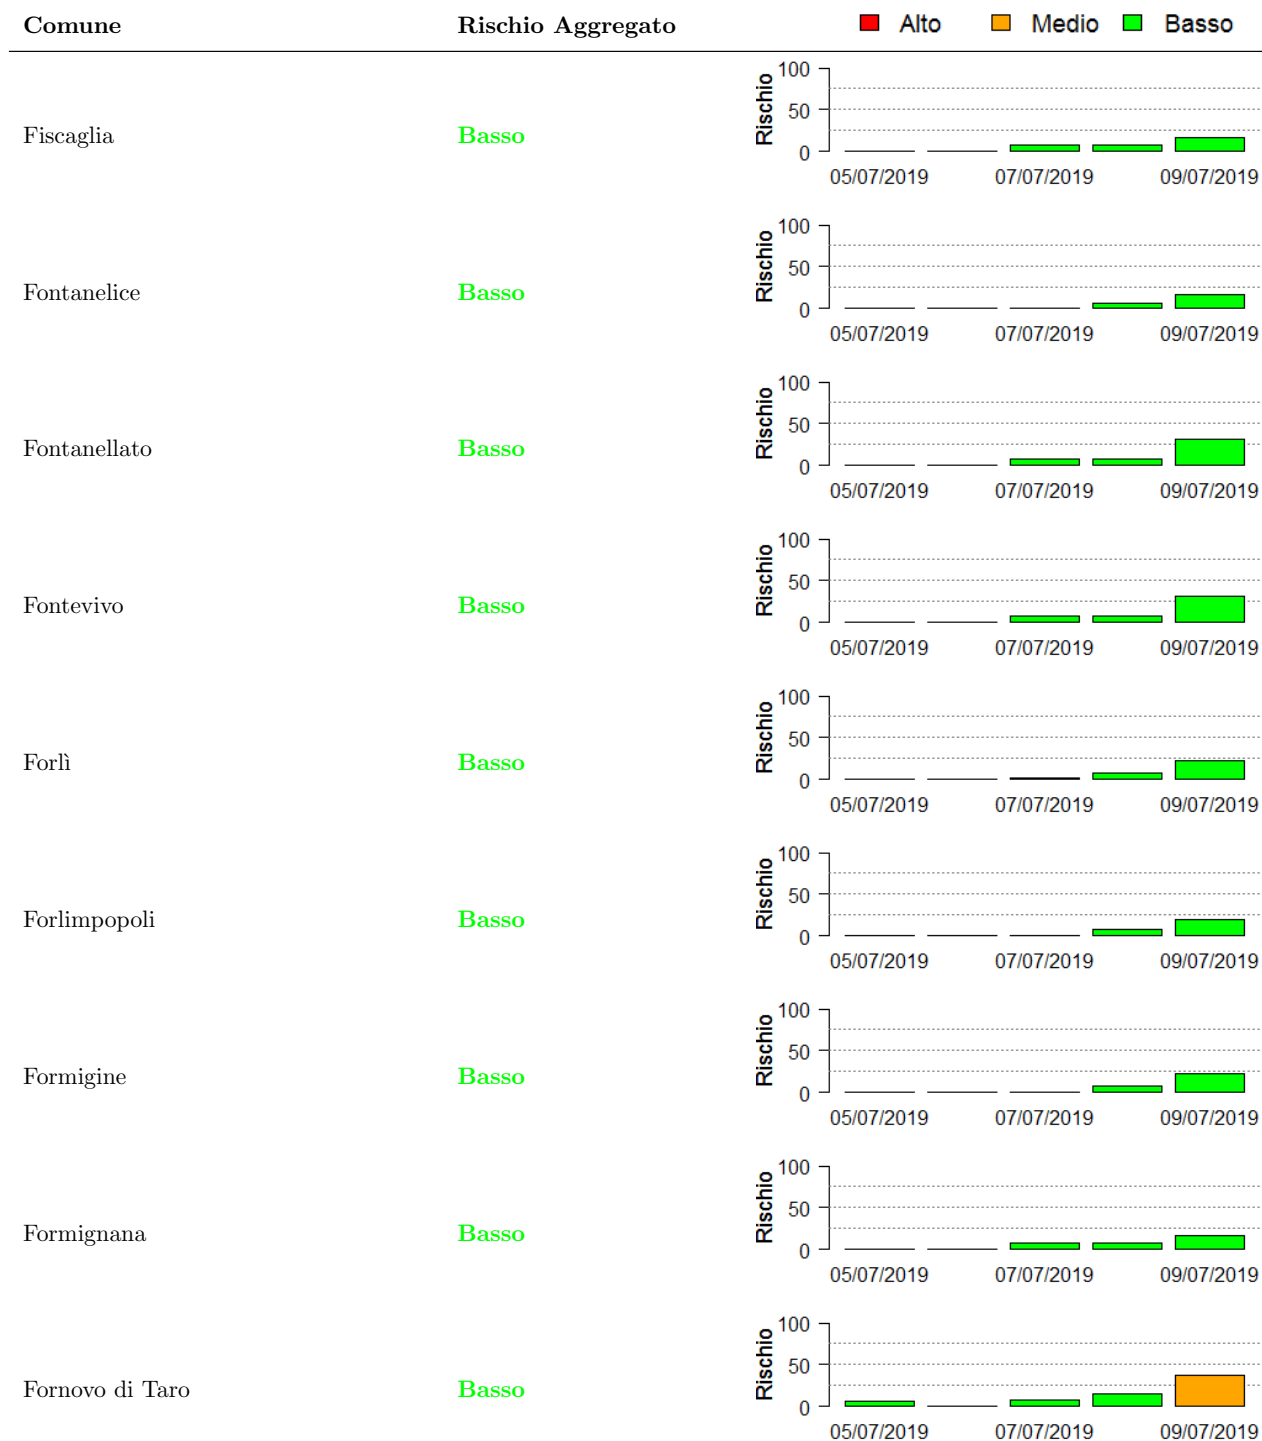 Comune Rischio Aggregato Alto Medio Basso
Fiscaglia Basso Rischio 100 50 0
05/07/2019 07/07/2019 09/07/2019
Fontanelice Basso Rischio 100 50 0
05/07/2019 07/07/2019 09/07/2019
Fontanellato Basso Rischio 100 50 0
05/07/2019 07/07/2019 09/07/2019
Fontevivo Basso Rischio 100 50 0
05/07/2019 07/07/2019 09/07/2019
Forlì Basso Rischio 100 50 0
05/07/2019 07/07/2019 09/07/2019
Forlimpopoli Basso Rischio 100 50 0
05/07/2019 07/07/2019 09/07/2019
Formigine Basso Rischio 100 50 0
05/07/2019 07/07/2019 09/07/2019
Formignana Basso Rischio 100 50 0
05/07/2019 07/07/2019 09/07/2019
Fornovo di Taro Basso Rischio 100 50 0
05/07/2019 07/07/2019 09/07/2019